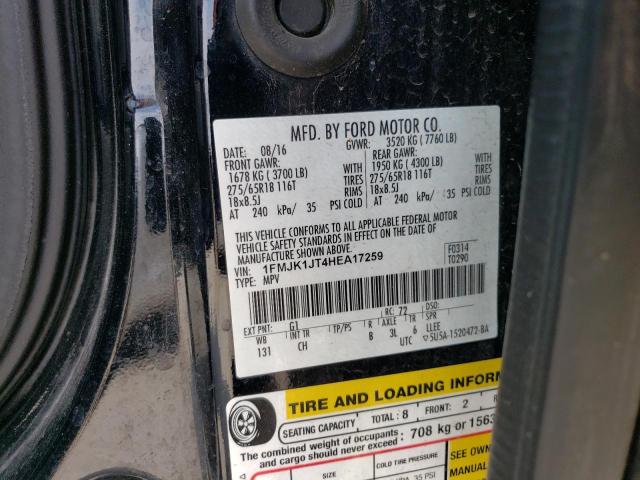 MFD. BY FORD MOTOR CO.
DATE: 08/16 GVWR: 3520 KG ( 7760 LB)
FRONT GAWR: REAR GAWR:
1678 KG ( 3700 LB) WITH 1950 KG ( 4300 LB) WITH
275/65R18 116T TIRES 275/65R18 116T TIRES
18x8.5J RIMS 18x8.5J RIMS
AT 240 kPa/ 35 PSI COLD AT 240 kPa/ 35 PSI COLD
THIS VEHICLE CONFORMS TO ALL APPLICABLE FEDERAL MOTOR
VEHICLE SAFETY STANDARDS IN EFFECT ON THE DATE OF
MANUFACTURE SHOWN ABOVE.
VIN: 1FMJK1JT4HEA17259 F0314
TYPE: MPV T0290
EXT PNT: G1 RC: 72 DSO:
WB INT TR TP/PS R AXLE TR SPR
131 CH B 3L 6 LLEE
UTC 5U5A-1520472-BA
TIRE AND LOADING INFORM
SEATING CAPACITY TOTAL: 8 FRONT: 2
The combined weight of occupants
and cargo should never exceed: 708 kg or 1563
SIZE COLD TIRE SEE OWN
35 PSI MANUAL